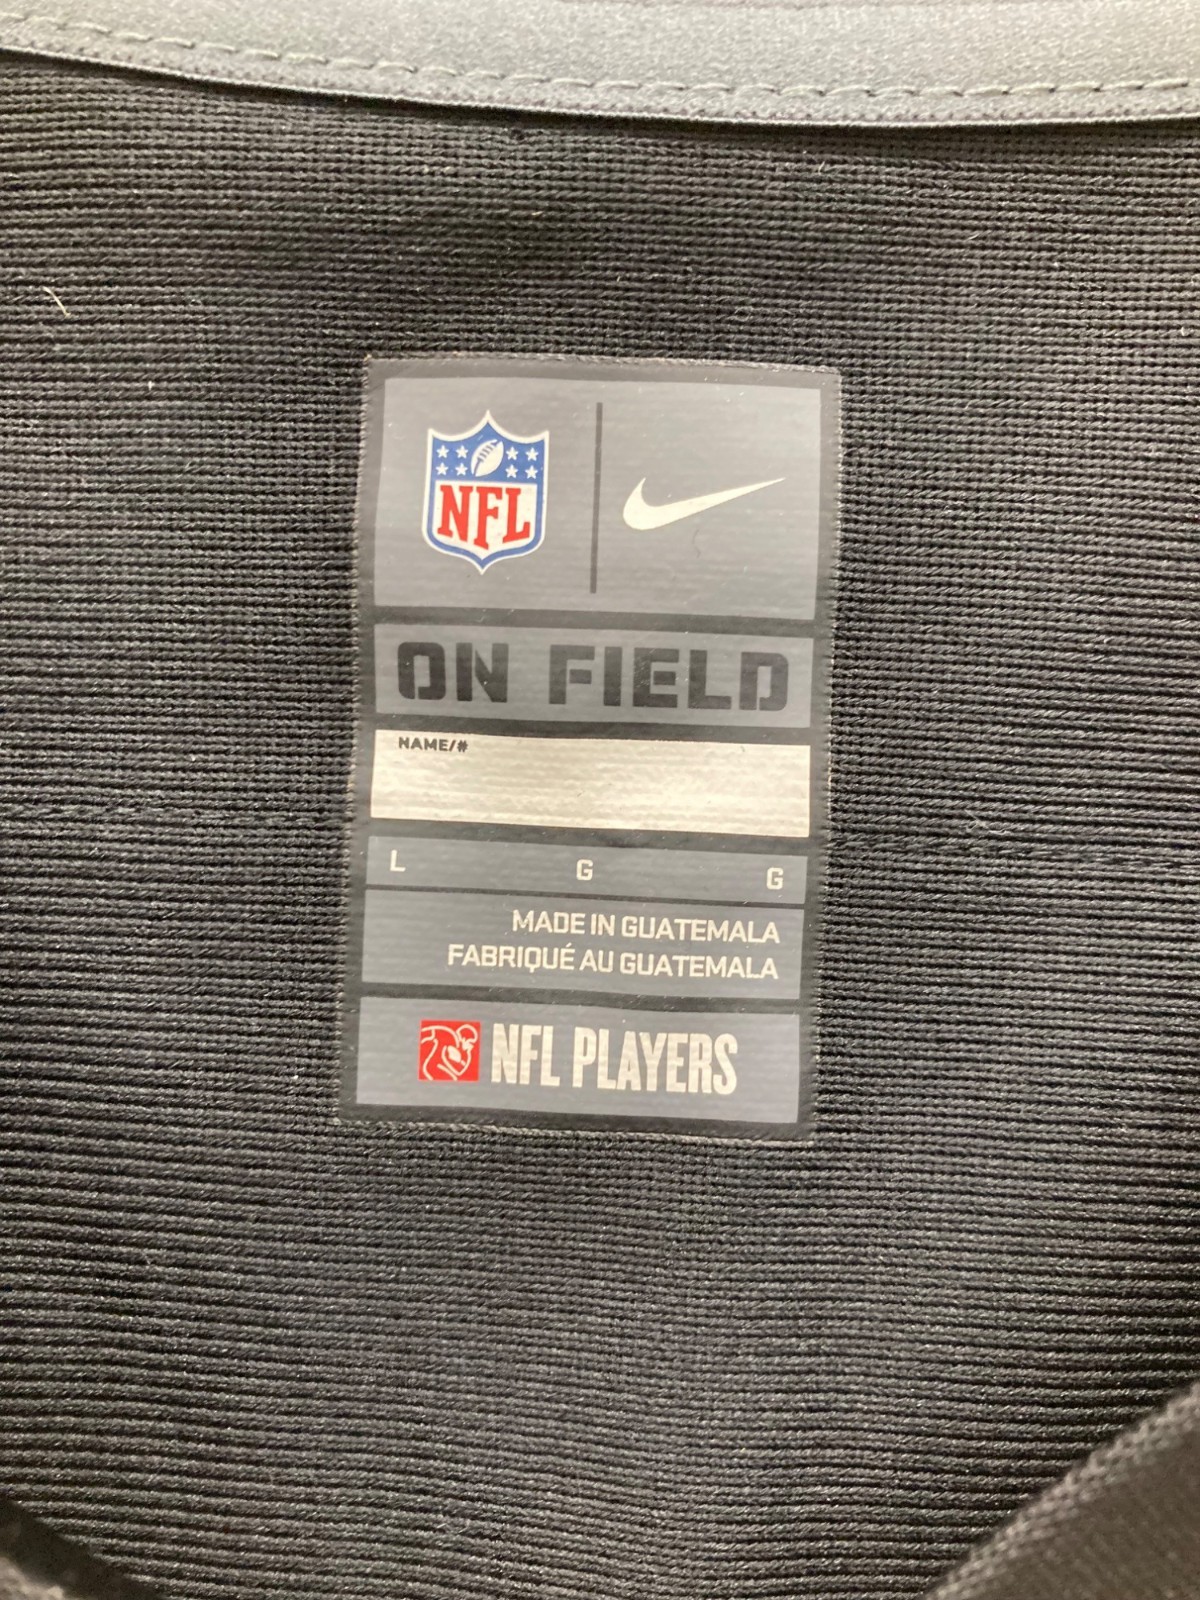 NFL
ON FIELD
NAME/#
L G G
MADE IN GUATEMALA
FABRIQUÉ AU GUATEMALA
NFL PLAYERS